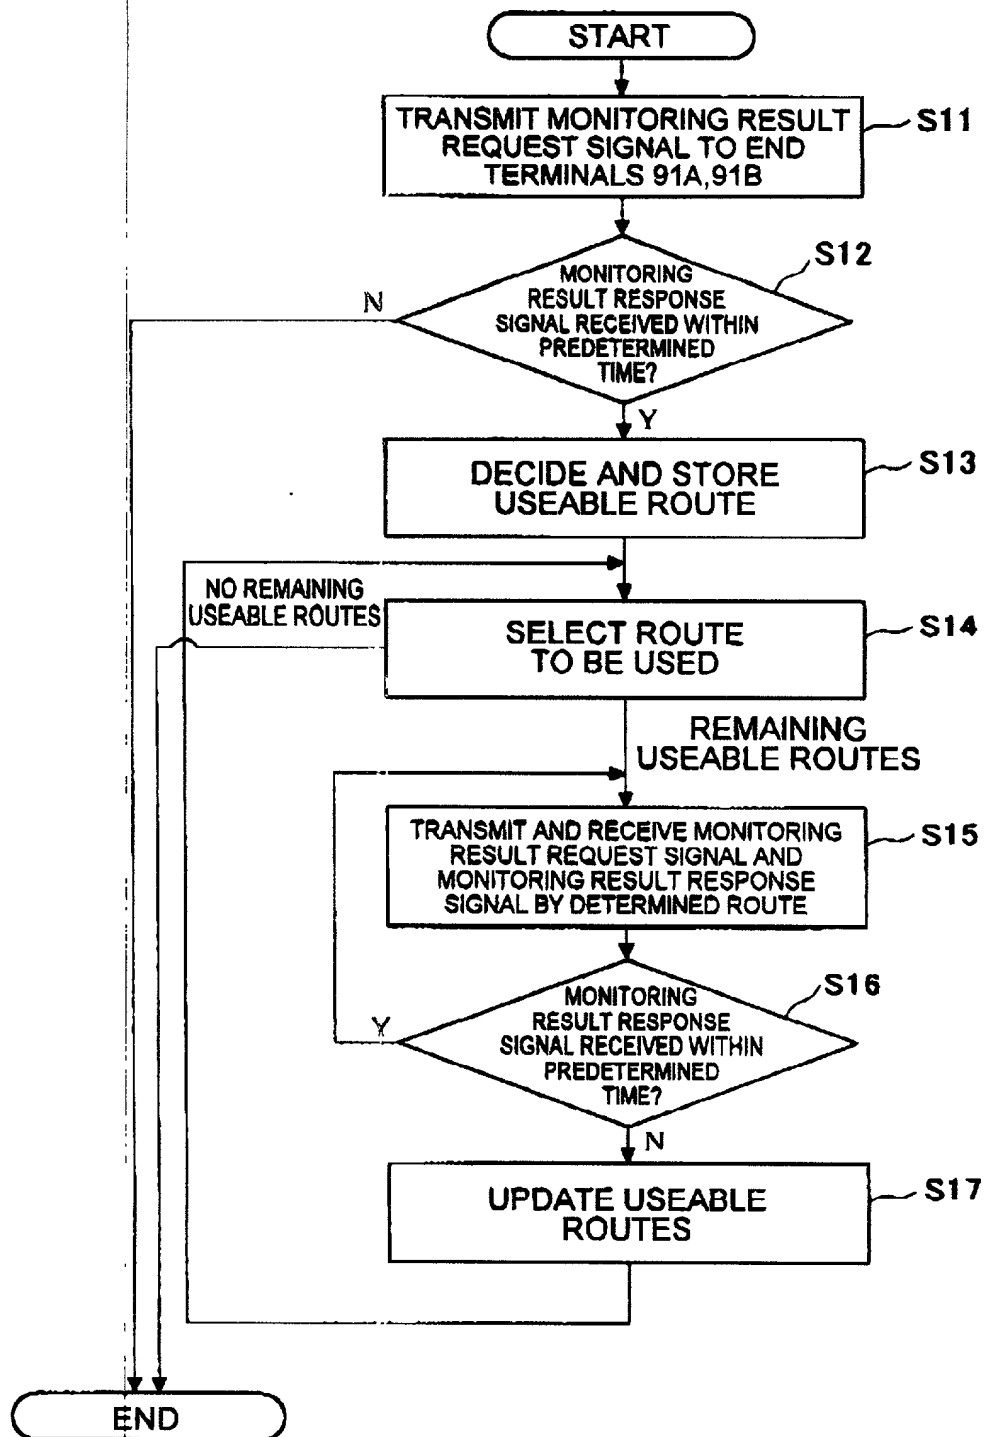 START
TRANSMIT MONITORING RESULT
REQUEST SIGNAL TO END
TERMINALS 91A,91B
S11
S12
MONITORING
RESULT RESPONSE
SIGNAL RECEIVED WITHIN
PREDETERMINED
TIME?
N
Y
DECIDE AND STORE
USEABLE ROUTE
S13
NO REMAINING
USEABLE ROUTES
SELECT ROUTE
TO BE USED
S14
REMAINING
USEABLE ROUTES
TRANSMIT AND RECEIVE MONITORING
RESULT REQUEST SIGNAL AND
MONITORING RESULT RESPONSE
SIGNAL BY DETERMINED ROUTE
S15
S16
MONITORING
RESULT RESPONSE
SIGNAL RECEIVED WITHIN
PREDETERMINED
TIME?
Y
N
UPDATE USEABLE
ROUTES
S17
END